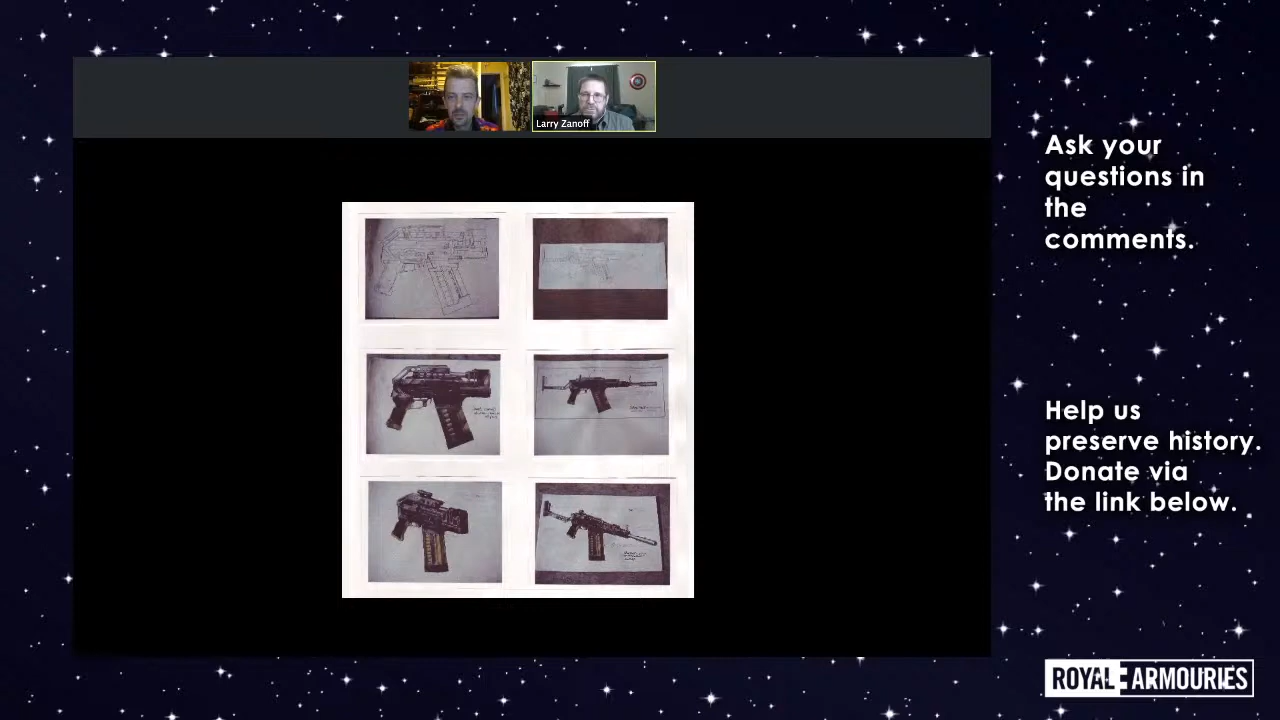 Larry Zanoff
Ask your
questions in
the
comments.
Help us
preserve history.
Donate via
the link below.
ROYAL ARMOURIES